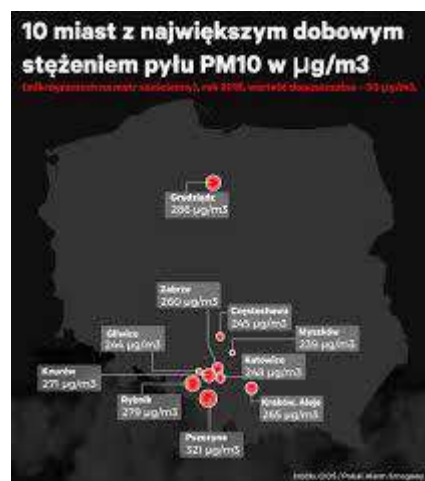 10 miast z największym dobowym
stężeniem pyłu PM10 w µg/m3
Grudziądz
286 µg/m3
Zabrze
260 µg/m3
Częstochowa
245 µg/m3
Gliwice
244 µg/m3
Myszków
239 µg/m3
Knurów
271 µg/m3
Katowice
243 µg/m3
Rybnik
279 µg/m3
Kraków, Aleje
265 µg/m3
Pszczyna
321 µg/m3